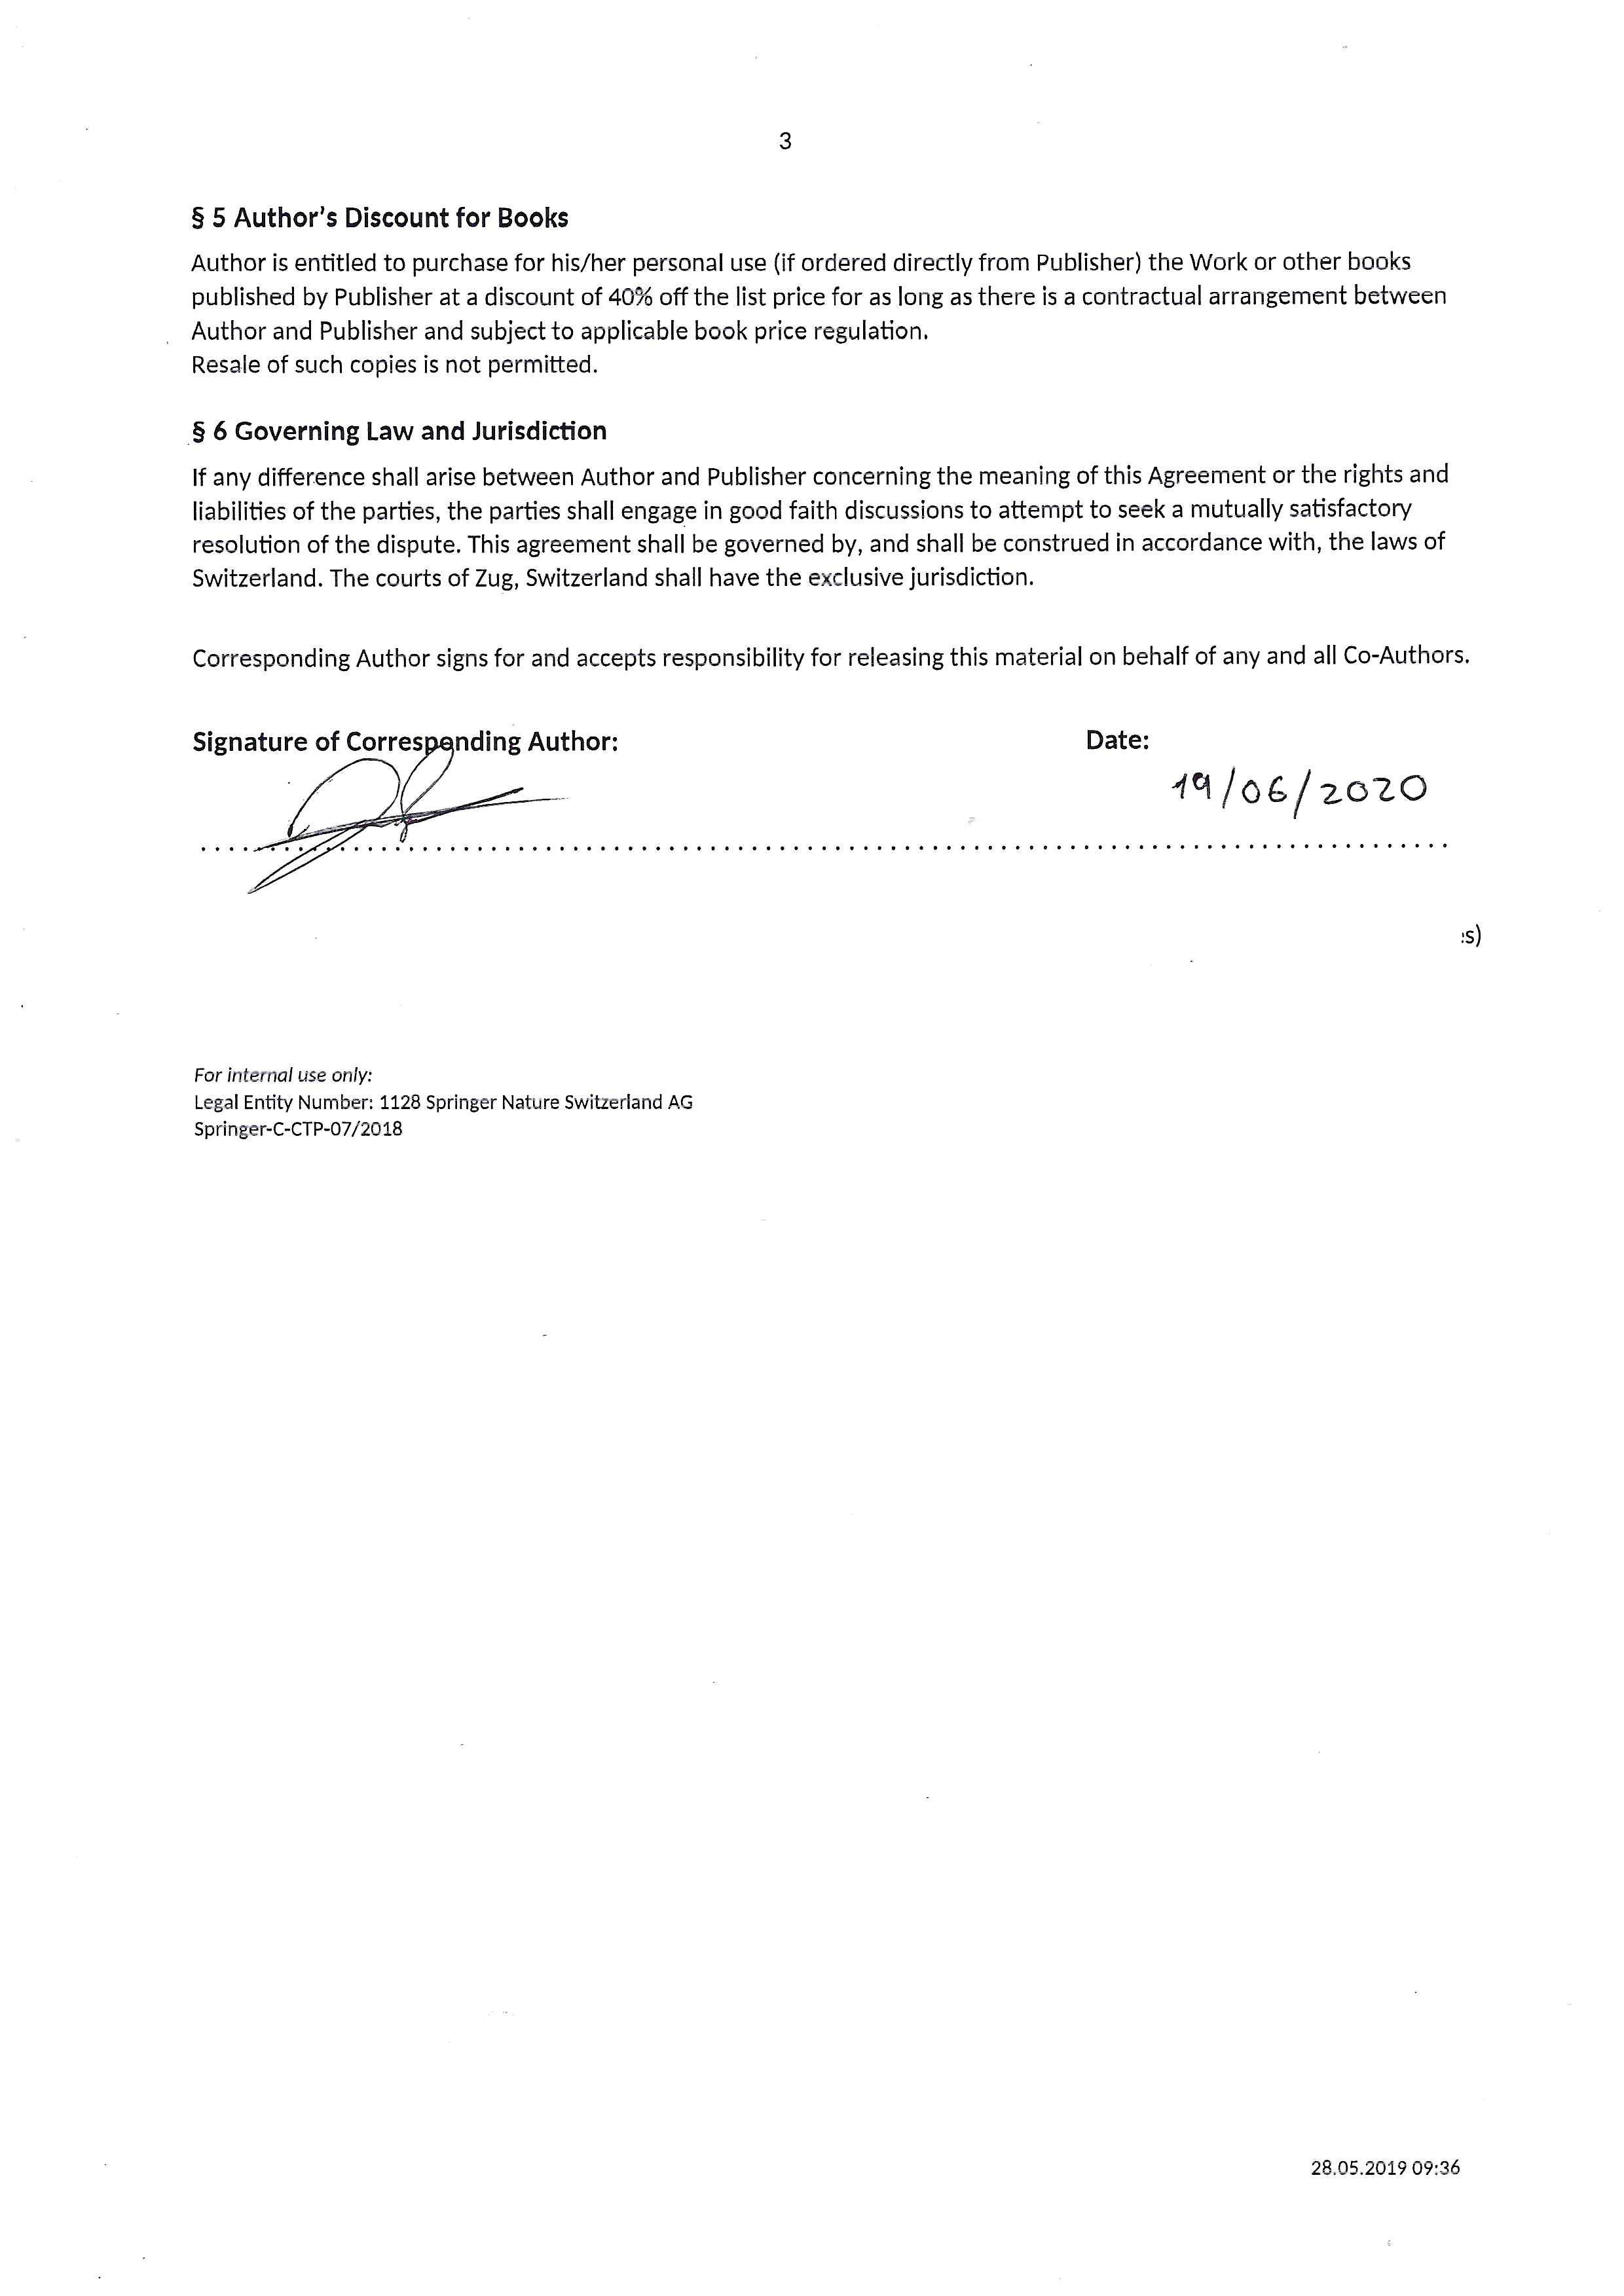 3
§ 5 Author's Discount for Books
Author is entitled to purchase for his/her personal use (if ordered directly from Publisher) the Work or other books
published by Publisher at a discount of 40% off the list price for as long as there is a contractual arrangement between
Author and Publisher and subject to applicable book price regulation.
Resale of such copies is not permitted.
§ 6 Governing Law and Jurisdiction
If any difference shall arise between Author and Publisher concerning the meaning of this Agreement or the rights and
liabilities of the parties, the parties shall engage in good faith discussions to attempt to seek a mutually satisfactory
resolution of the dispute. This agreement shall be governed by, and shall be construed in accordance with, the laws of
Switzerland. The courts of Zug, Switzerland shall have the exclusive jurisdiction.
Corresponding Author signs for and accepts responsibility for releasing this material on behalf of any and all Co-Authors.
Signature of Corresponding Author: Date:
19/06/2020
s)
For internal use only:
Legal Entity Number: 1128 Springer Nature Switzerland AG
Springer-C-CTP-07/2018
28.05.2019 09:36